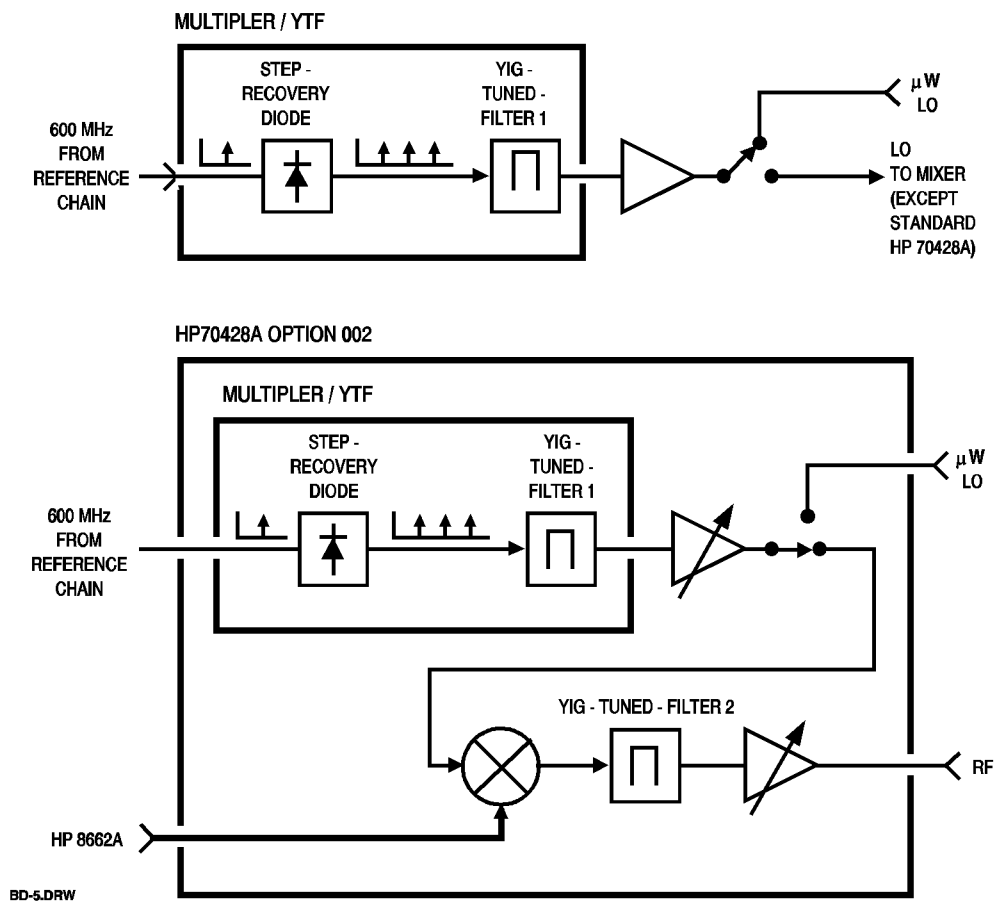 MULTIPLER / YTF
STEP -
RECOVERY
DIODE
YIG -
TUNED -
FILTER 1
600 MHz
FROM
REFERENCE
CHAIN
µW
LO
LO
TO MIXER
(EXCEPT
STANDARD
HP 70428A)
HP70428A OPTION 002
MULTIPLER / YTF
STEP -
RECOVERY
DIODE
YIG -
TUNED -
FILTER 1
600 MHz
FROM
REFERENCE
CHAIN
µW
LO
YIG - TUNED - FILTER 2
RF
HP 8662A
BD-5.DRW